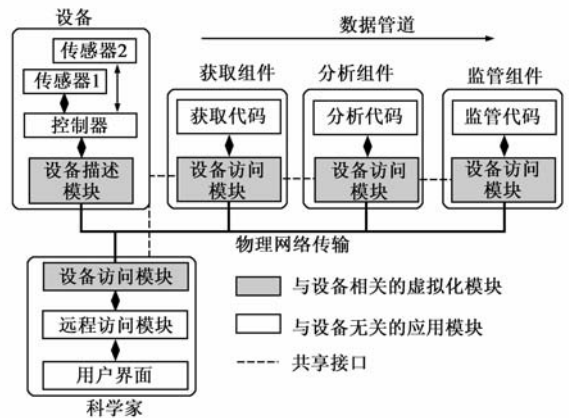 设备
数据管道
传感器2
传感器1
控制器
设备描述
模块
获取组件
获取代码
设备访问
模块
分析组件
分析代码
设备访问
模块
监管组件
监管代码
设备访问
模块
物理网络传输
设备访问模块
远程访问模块
用户界面
科学家
与设备相关的虚拟化模块
与设备无关的应用模块
共享接口